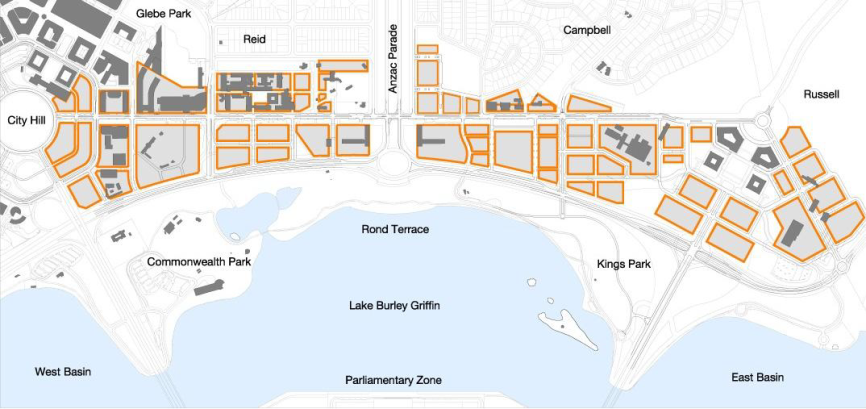 Glebe Park
Reid
Anzac Parade
Campbell
Russell
City Hill
Rond Terrace
Commonwealth Park
Kings Park
Lake Burley Griffin
West Basin
Parliamentary Zone
East Basin